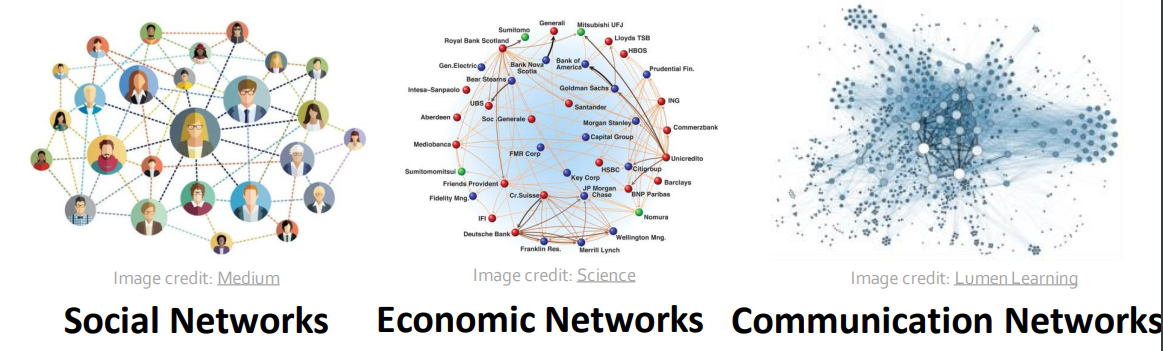 Generali
Sumitomo
Mitsubishi UFJ
Royal Bank Scotland
Lloyds TSB
HBOS
Gen.Electric
Bank Nova
Scotia
Bank of
America
Prudential Fin.
Bear Stearns
Goldman Sachs
Intesa-Sanpaolo
UBS
Santander
ING
Aberdeen
Soc.Generale
Morgan Stanley
Commerzbank
Capital Group
Mediobanca
FMR Corp
Unicredito
HSBC
Citigroup
Sumitomomitsui
Key Corp
Friends Provident
Barclays
JP Morgan
Chase
BNP Paribas
Fidelity Mng.
Cr.Suisse
Nomura
IFI
Deutsche Bank
Wellington Mng.
Franklin Res.
Merrill Lynch
Image credit: Medium
Image credit: Science
Image credit: Lumen Learning
Social Networks
Economic Networks
Communication Networks